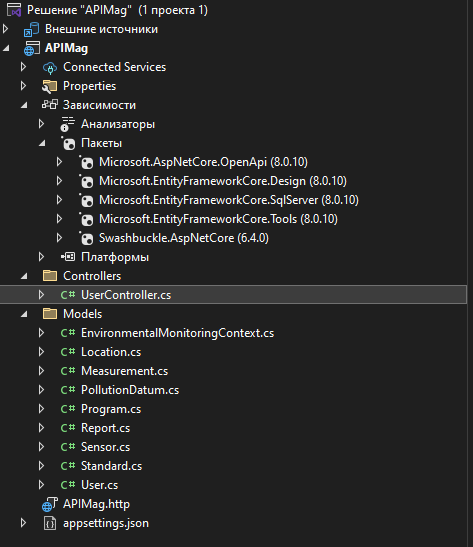 Решение "APIMag" (1 проекта 1)
Внешние источники
APIMag
Connected Services
Properties
Зависимости
Анализаторы
Пакеты
Microsoft.AspNetCore.OpenApi (8.0.10)
Microsoft.EntityFrameworkCore.Design (8.0.10)
Microsoft.EntityFrameworkCore.SqlServer (8.0.10)
Microsoft.EntityFrameworkCore.Tools (8.0.10)
Swashbuckle.AspNetCore (6.4.0)
Платформы
Controllers
C# UserController.cs
Models
C# EnvironmentalMonitoringContext.cs
C# Location.cs
C# Measurement.cs
C# PollutionDatum.cs
C# Program.cs
C# Report.cs
C# Sensor.cs
C# Standard.cs
C# User.cs
APIMag.http
appsettings.json